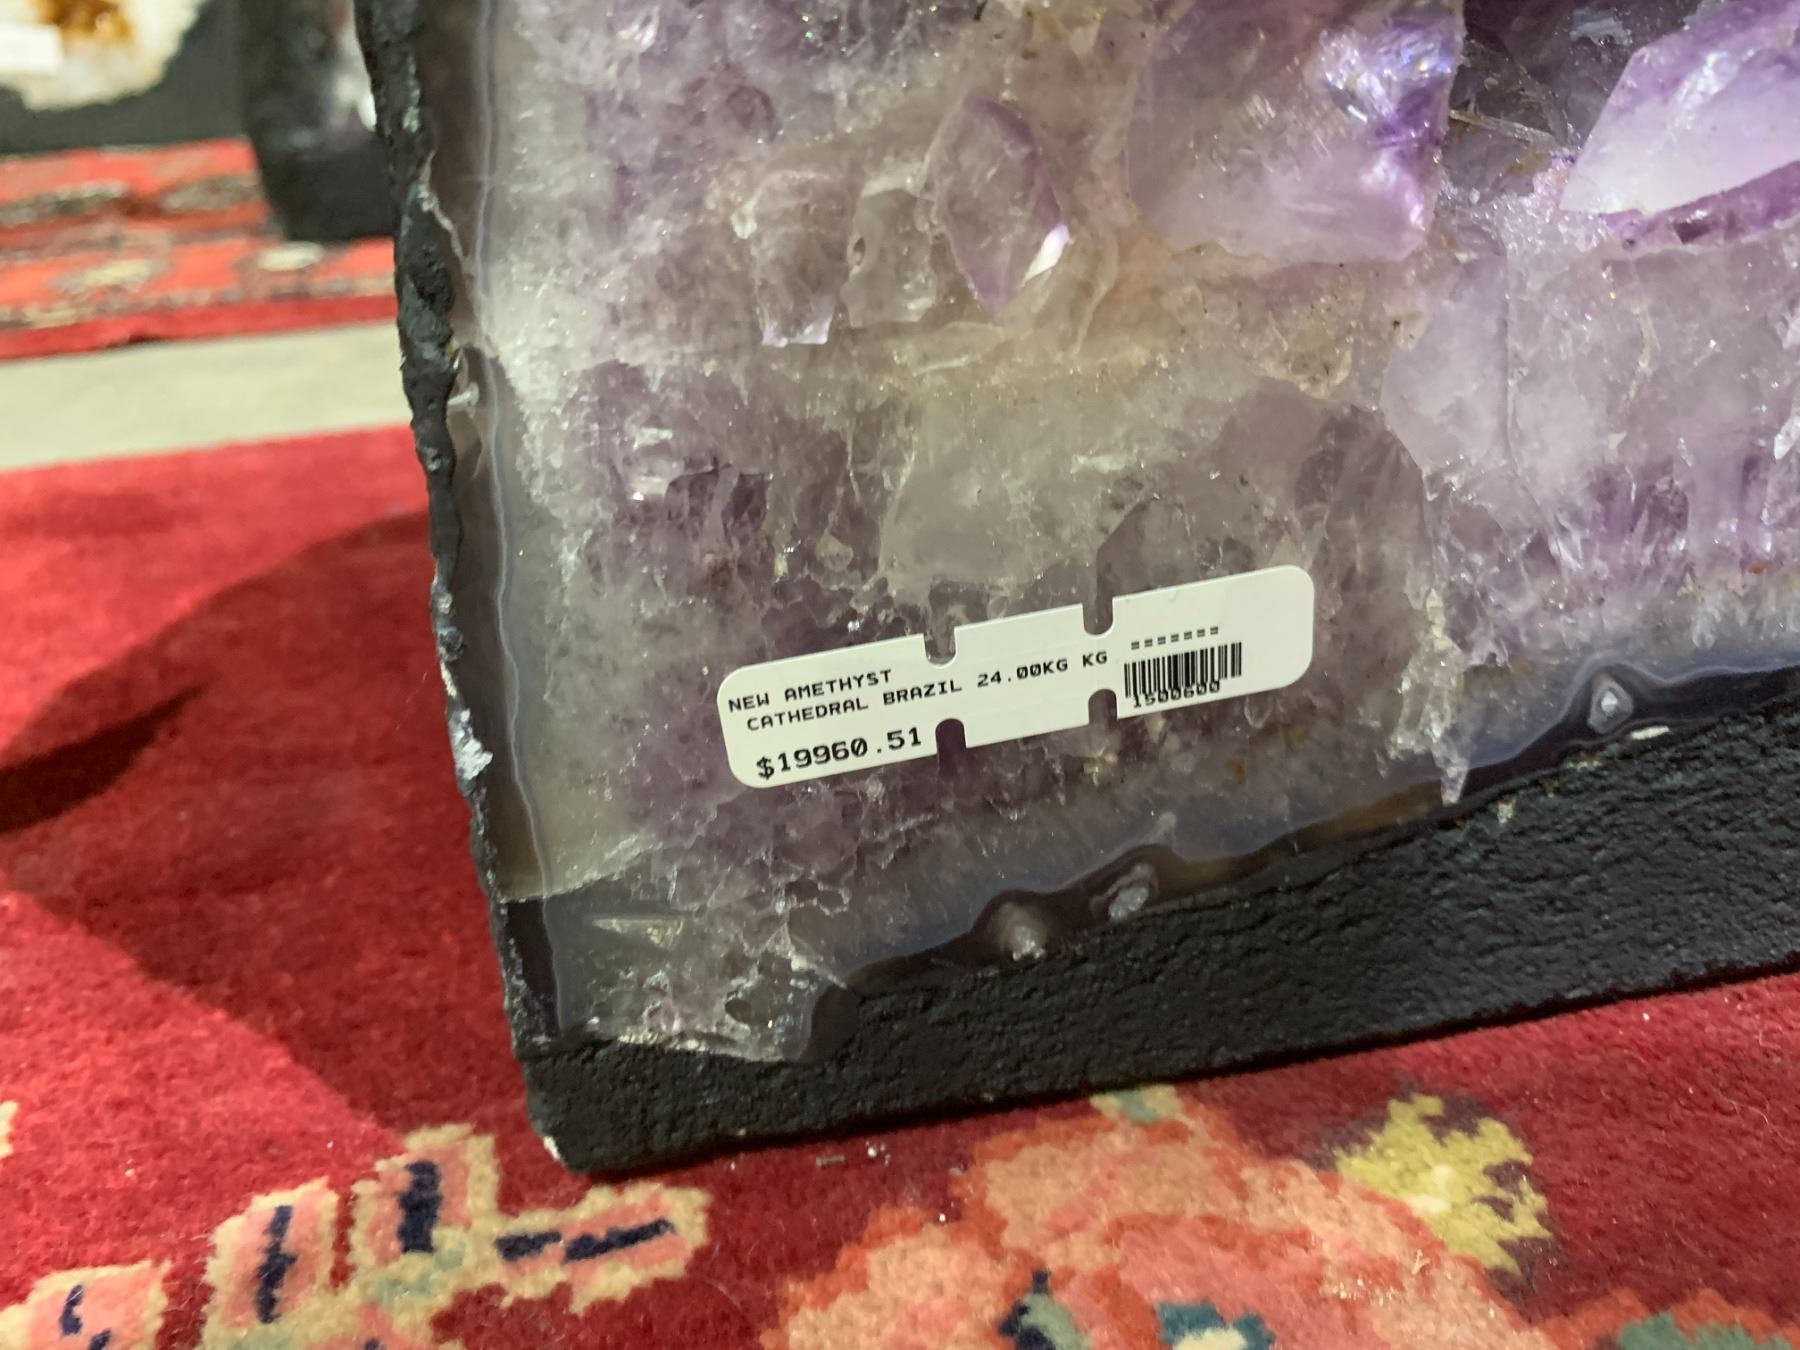 NEW AMETHYST
CATHEDRAL BRAZIL 24.00KG KG
$19960.51
=======
1500600